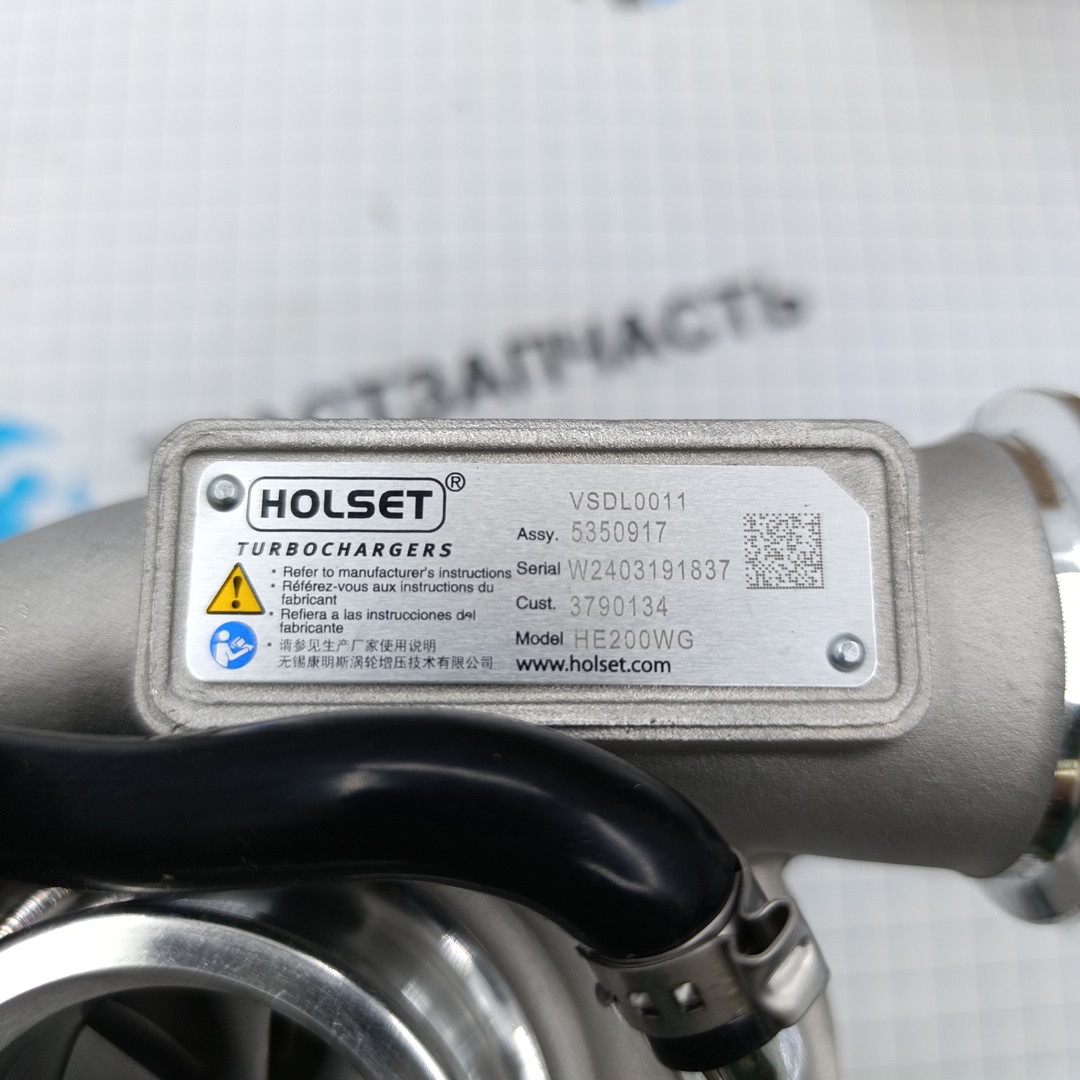 ЗАПЧАСТЬ
HOLSET®
TURBOCHARGERS
• Refer to manufacturer's instructions
• Référez-vous aux instructions du
fabricant
• Refiera a las instrucciones del
fabricante
• 请参见生产厂家使用说明
无锡康明斯涡轮增压技术有限公司
VSDL0011
Assy. 5350917
Serial W2403191837
Cust. 3790134
Model HE200WG
www.holset.com